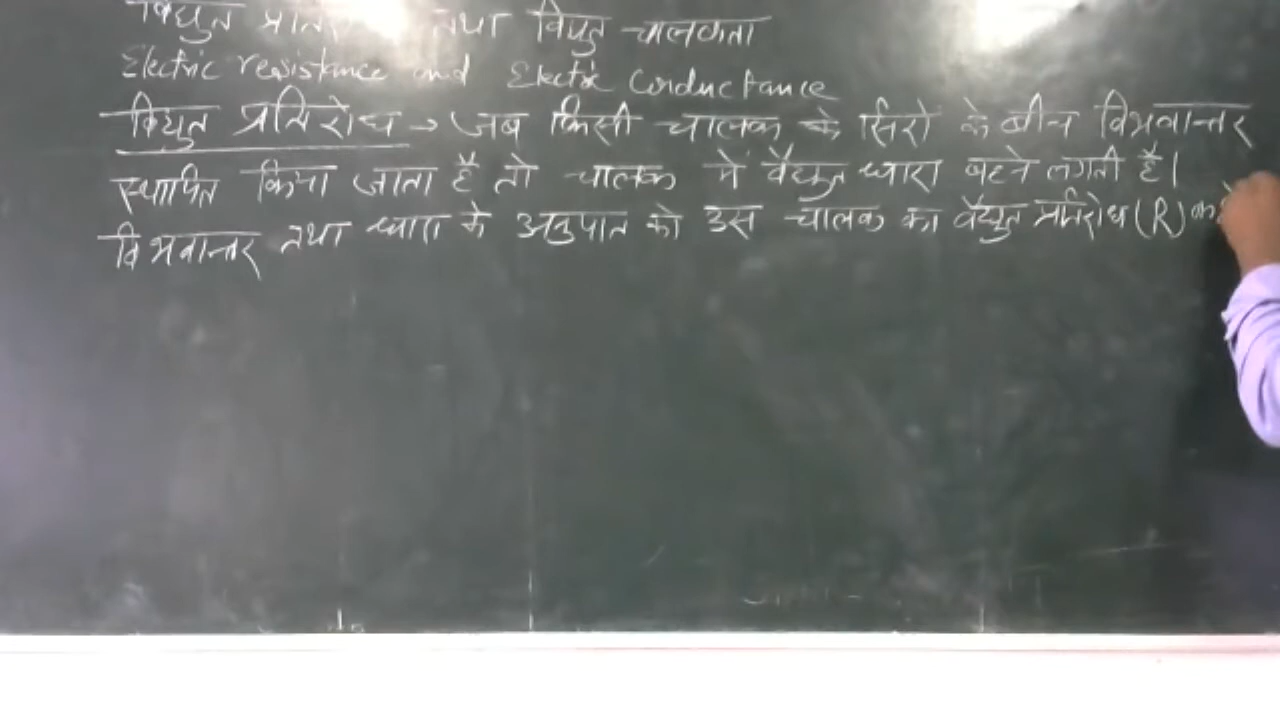 विद्युत तथा विद्युत चालकता
Electric resistance and Electric Conductance
विद्युत प्रतिरोध → जब किसी चालक के सिरो के बीच विभवान्तर
स्थापित किया जाता है तो चालक में वैद्युत धारा बहने लगती है।
विभवान्तर तथा धारा के अनुपात को उस चालक का वैद्युत प्रतिरोध (R)